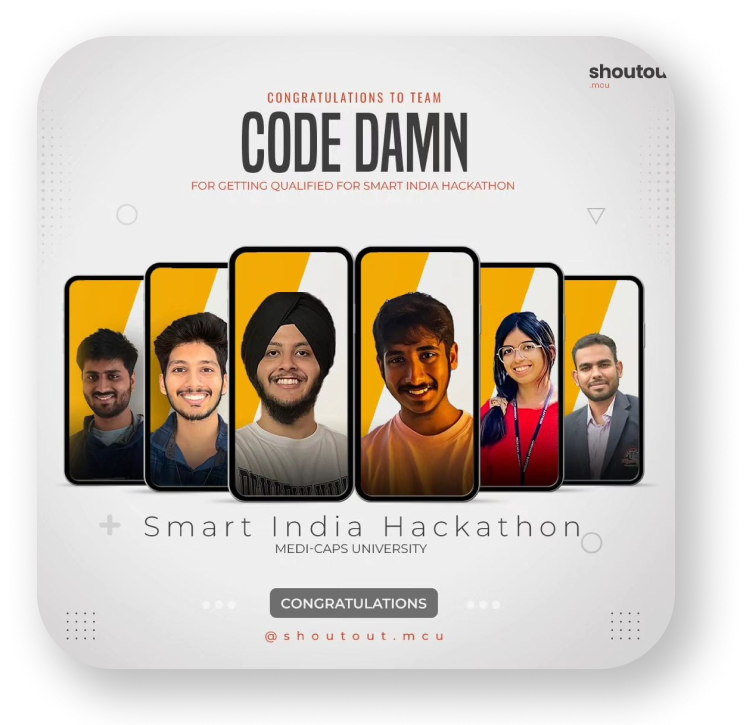 shoutou
.mcu
CONGRATULATIONS TO TEAM
CODE DAMN
FOR GETTING QUALIFIED FOR SMART INDIA HACKATHON
Smart India Hackathon
MEDI-CAPS UNIVERSITY
CONGRATULATIONS
@shoutout.mcu